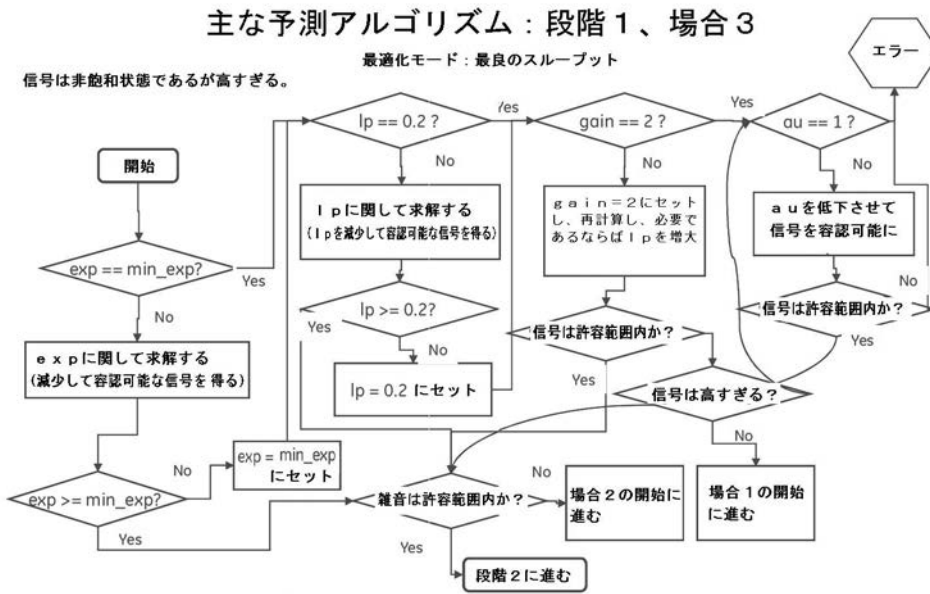 主な予測アルゴリズム：段階１、場合３
最適化モード：最良のスループット
信号は非飽和状態であるが高すぎる。
エラー
開始
lp == 0.2 ?
Yes
gain == 2 ?
Yes
au == 1 ?
No
No
No
ｌｐに関して求解する
(ｌｐを減少して容認可能な信号を得る)
ｇａｉｎ＝２にセット
し、再計算し、必要で
あるならばｌｐを増大
ａｕを低下させて
信号を容認可能に
exp == min_exp?
Yes
No
lp >= 0.2?
Yes
No
信号は許容範囲内か？
信号は許容範囲内か？
No
Yes
ｅｘｐに関して求解する
(減少して容認可能な信号を 得る)
lp = 0.2 にセット
Yes
No
信号は高すぎる？
No
exp = min_exp
にセット
No
exp >= min_exp?
Yes
雑音は許容範囲内か？
No
Yes
場合２の開始に
進む
場合１の開始
に進む
段階２に進む